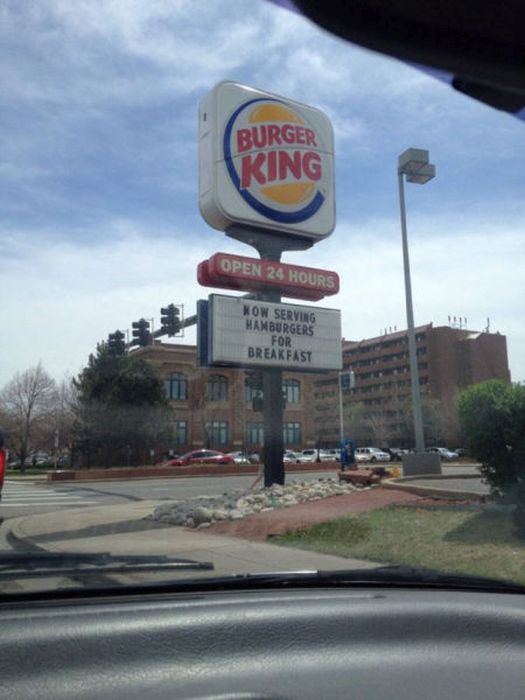 BURGER
KING
OPEN 24 HOURS
NOW SERVING
HAMBURGERS
FOR
BREAKFAST